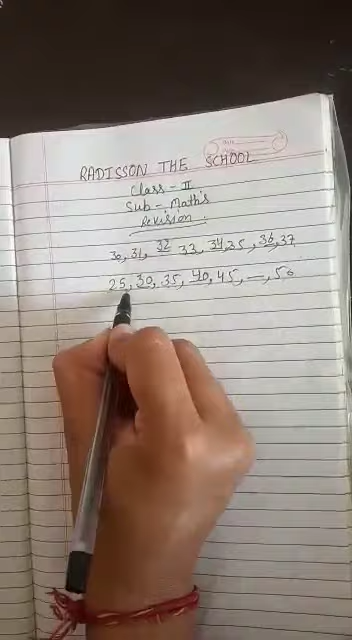 RADISSON THE SCHOOL
Class - II
Sub - Maths
Revision
30, 31, 32 33, 34, 35, 36, 37
25, 30, 35, 40, 45, —, 50